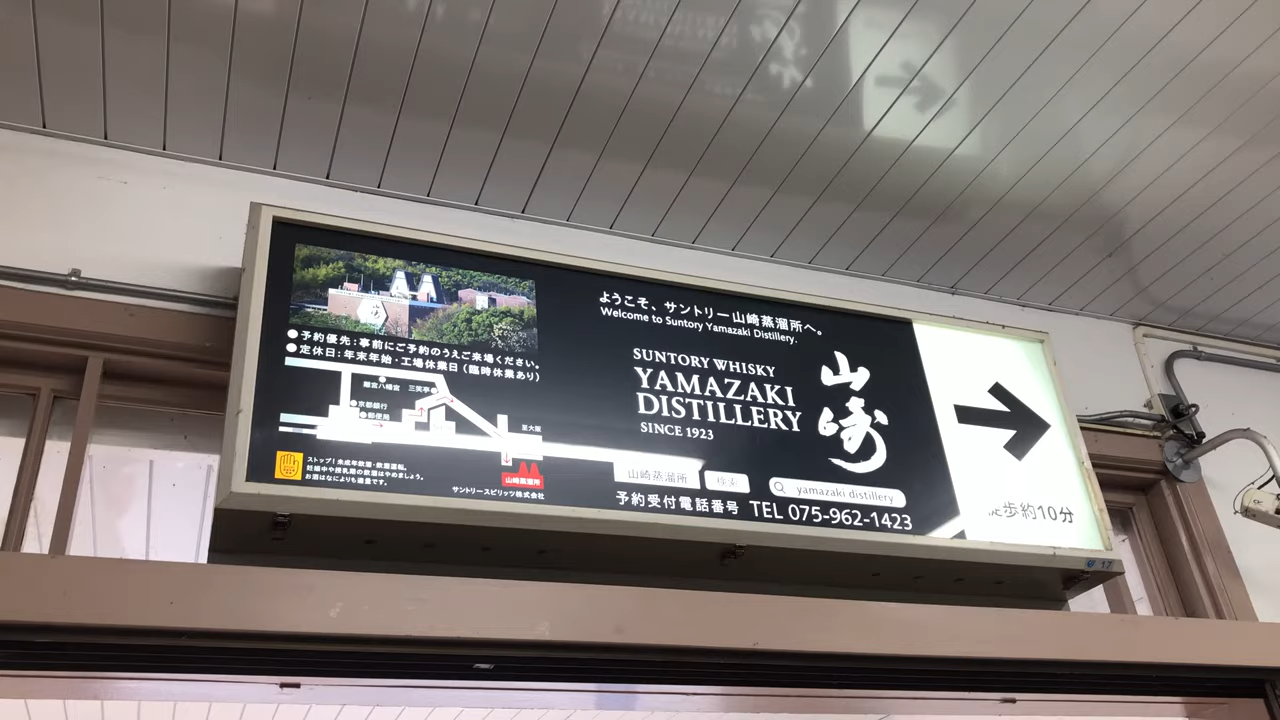 ●予約優先：事前にご予約のうえご来場ください。
●定休日：年末年始・工場休業日（臨時休業あり）
離宮八幡宮 三笑亭
京都銀行
郵便局
至大阪
山崎蒸溜所
ストップ！未成年飲酒・飲酒運転。
妊娠中や授乳期の飲酒はやめましょう。
お酒はなによりも適量です。
サントリースピリッツ株式会社
ようこそ、サントリー山崎蒸溜所へ。
Welcome to Suntory Yamazaki Distillery.
SUNTORY WHISKY
YAMAZAKI
DISTILLERY
SINCE 1923
山崎
山崎蒸溜所 検索
yamazaki distillery
予約受付電話番号 TEL 075-962-1423
徒歩約10分
17